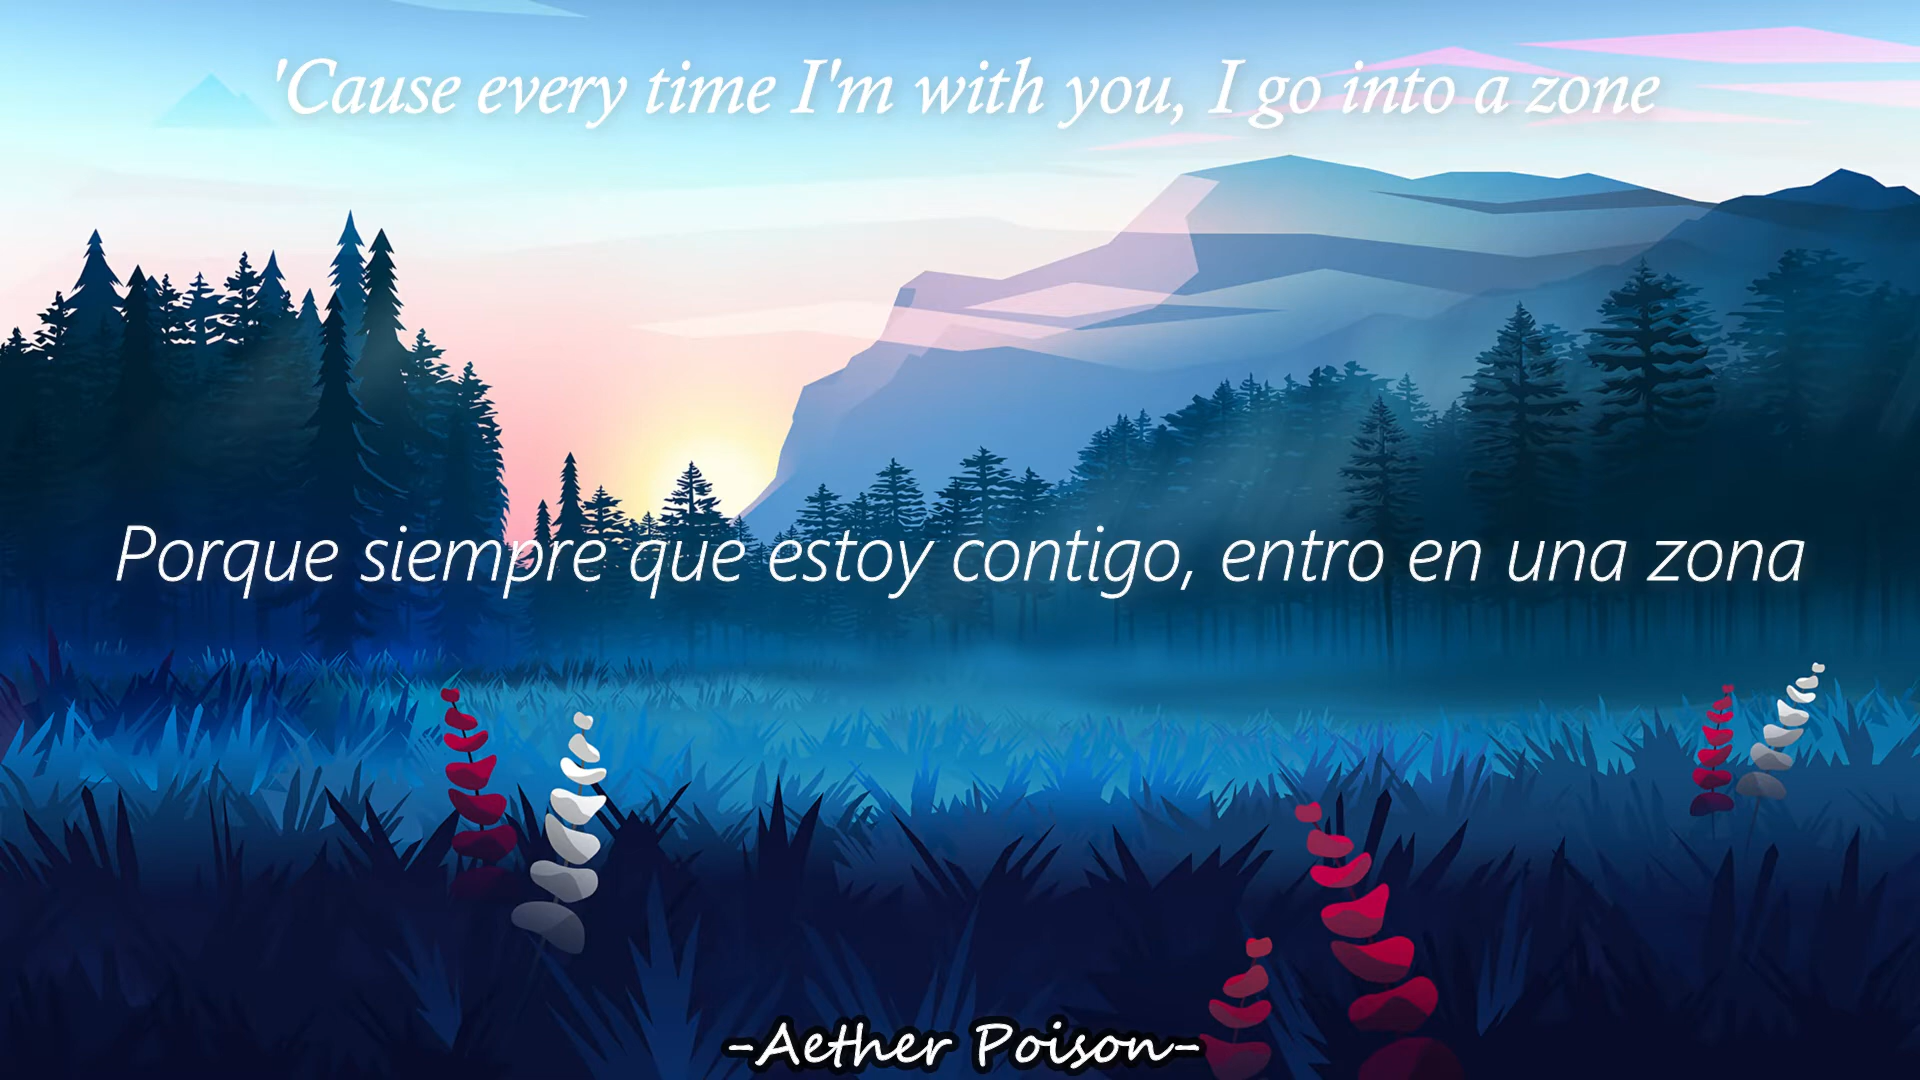 'Cause every time I'm with you, I go into a zone
Porque siempre que estoy contigo, entro en una zona
-Aether Poison-